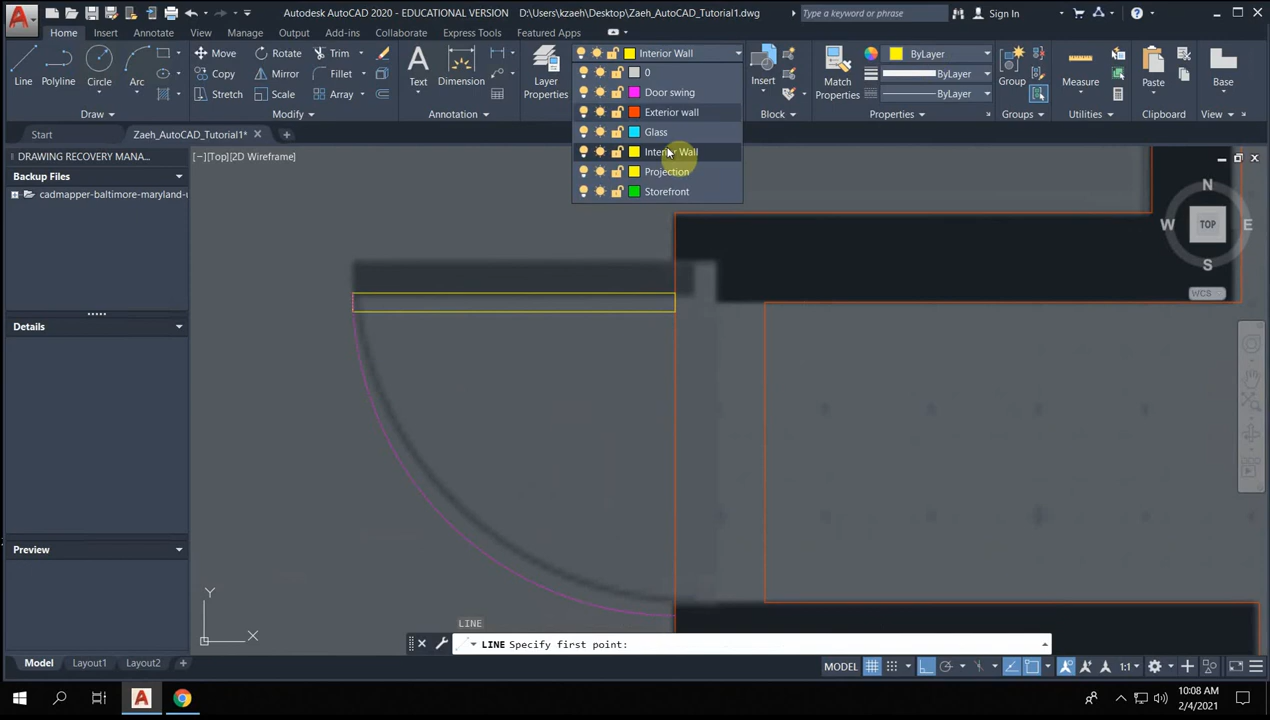 Autodesk AutoCAD 2020 - EDUCATIONAL VERSION D:\Users\kzaeh\Desktop\Zaeh_AutoCAD_Tutorial1.dwg
Type a keyword or phrase
Sign In
Home Insert Annotate View Manage Output Add-ins Collaborate Express Tools Featured Apps
Line Polyline Circle Arc
Move Rotate Trim
Copy Mirror Fillet
Stretch Scale Array
Text Dimension
Layer Properties
Interior Wall
0
Door swing
Exterior wall
Glass
Interior Wall
Projection
Storefront
Insert
Match Properties
ByLayer
ByLayer
ByLayer
Group
Measure
Paste
Base
Draw
Modify
Annotation
Block
Properties
Groups
Utilities
Clipboard
View
Start
Zaeh_AutoCAD_Tutorial1*
DRAWING RECOVERY MANA...
Backup Files
cadmapper-baltimore-maryland-u
Details
Preview
[−][Top][2D Wireframe]
N
W TOP E
S
WCS
Y
X
LINE
LINE Specify first point:
Model Layout1 Layout2
MODEL
1:1
10:08 AM
2/4/2021